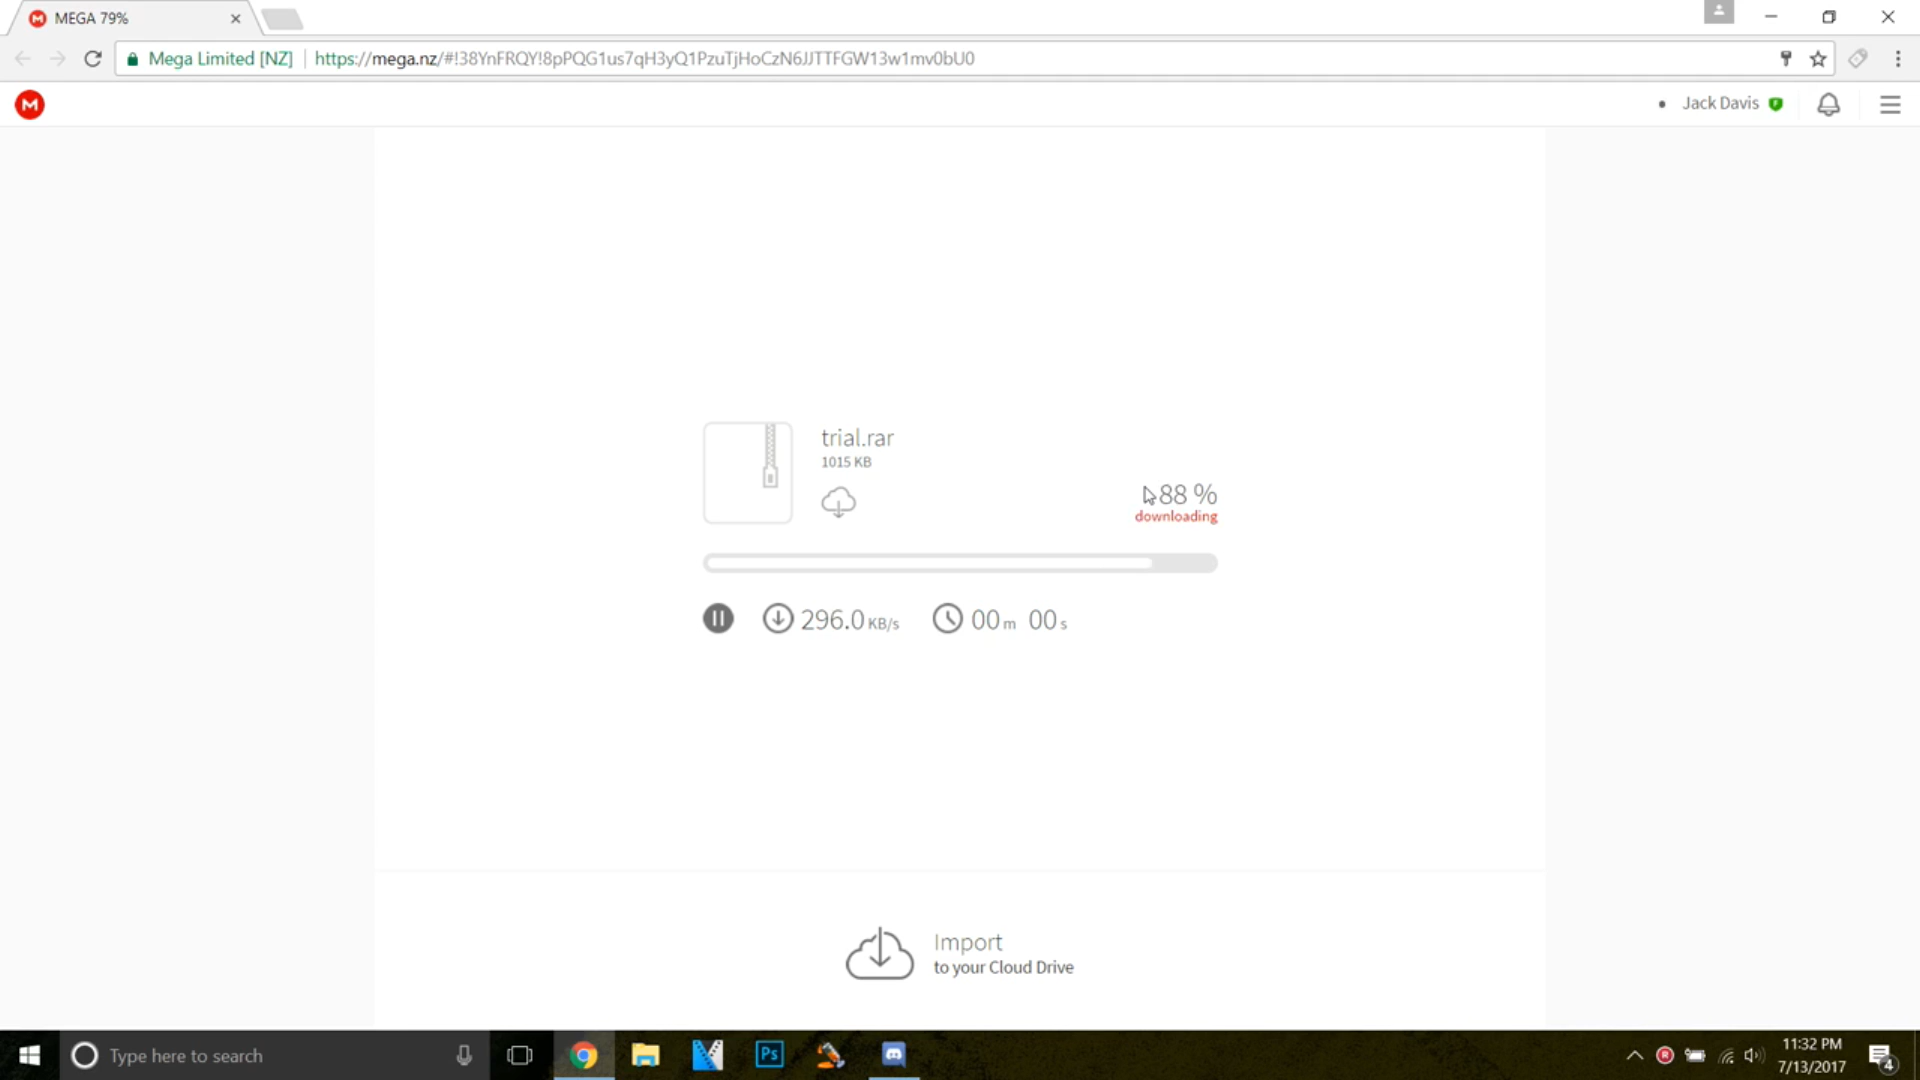 MEGA 79%
Mega Limited [NZ]
https://mega.nz/#!38YnFRQY!8pPQG1us7qH3yQ1PzuTjHoCzN6JJTTFGW13w1mv0bU0
M
Jack Davis
trial.rar
1015 KB
88 %
downloading
296.0 KB/s
00 m 00 s
Import
to your Cloud Drive
Type here to search
Ps
11:32 PM
7/13/2017
4